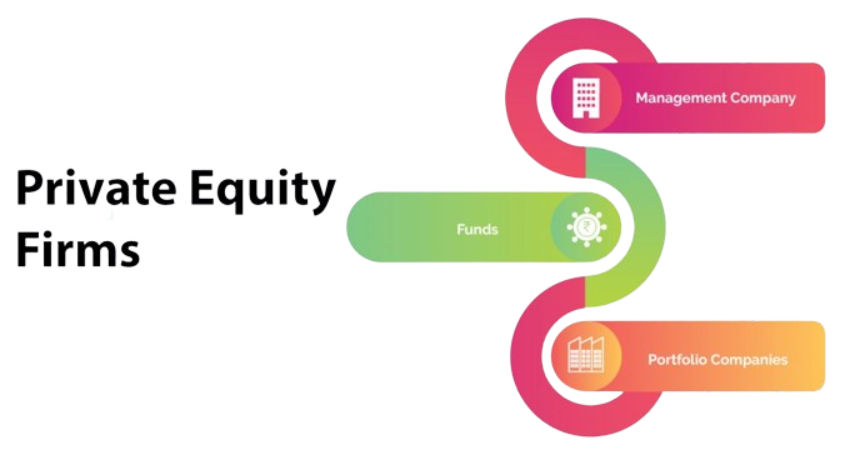 Private Equity
Firms
Management Company
Funds
₹
Portfolio Companies